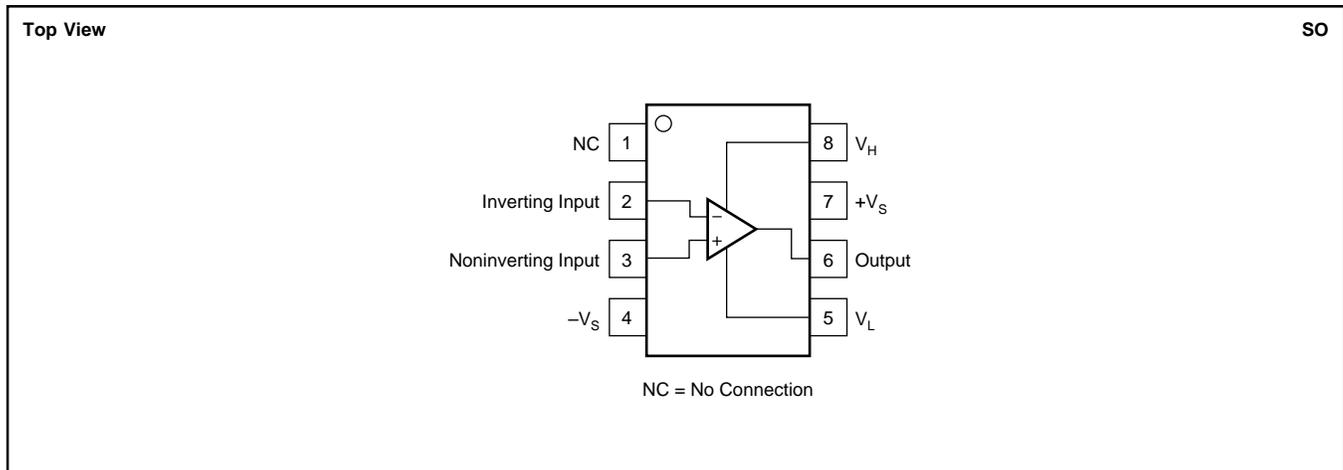 Top View
SO
NC 1
8 V_H
Inverting Input 2
7 +V_S
−
+
Noninverting Input 3
6 Output
–V_S 4
5 V_L
NC = No Connection